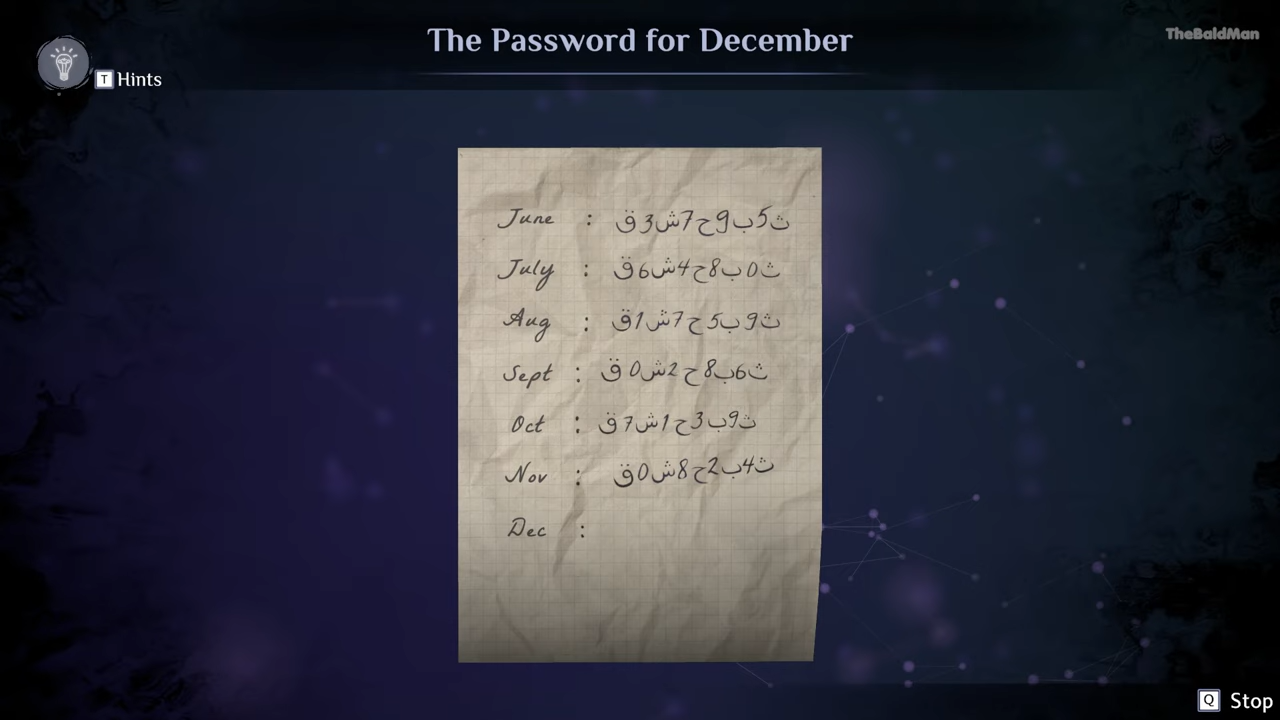 The Password for December
TheBaldMan
T Hints
June : ث5ب9ح7ش3ق
July : ث0ب8ح4ش6ق
Aug : ث9ب5ح7ش1ق
Sept : ث6ب8ح2ش0ق
Oct : ث9ب3ح1ش7ق
Nov : ث4ب2ح8ش0ق
Dec :
Q Stop